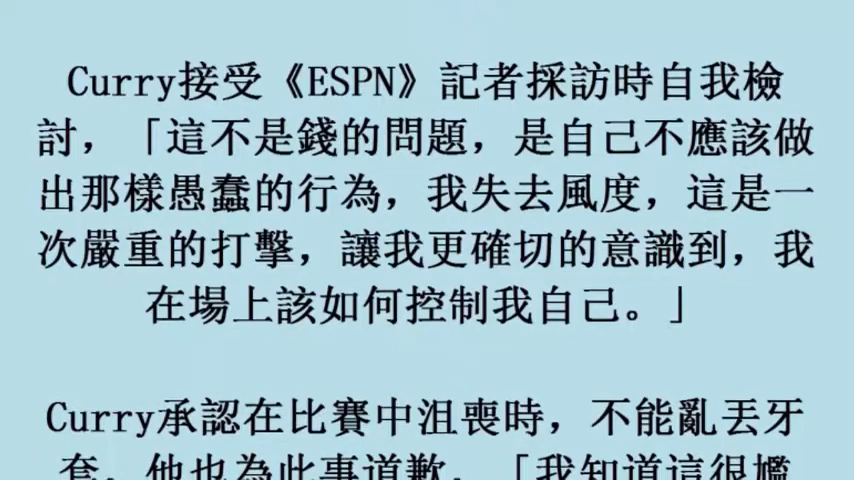 Curry接受《ESPN》記者採訪時自我檢
討，「這不是錢的問題，是自己不應該做
出那樣愚蠢的行為，我失去風度，這是一
次嚴重的打擊，讓我更確切的意識到，我
在場上該如何控制我自己。」
Curry承認在比賽中沮喪時，不能亂丟牙
套，他也為此事道歉，「我知道這很尷